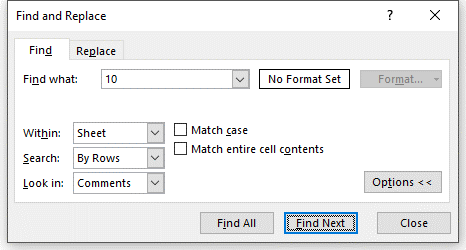 Find and Replace ? ×
Find Replace
Find what: 10 No Format Set Format...
Within: Sheet Match case
Search: By Rows Match entire cell contents
Look in: Comments Options <<
Find All Find Next Close